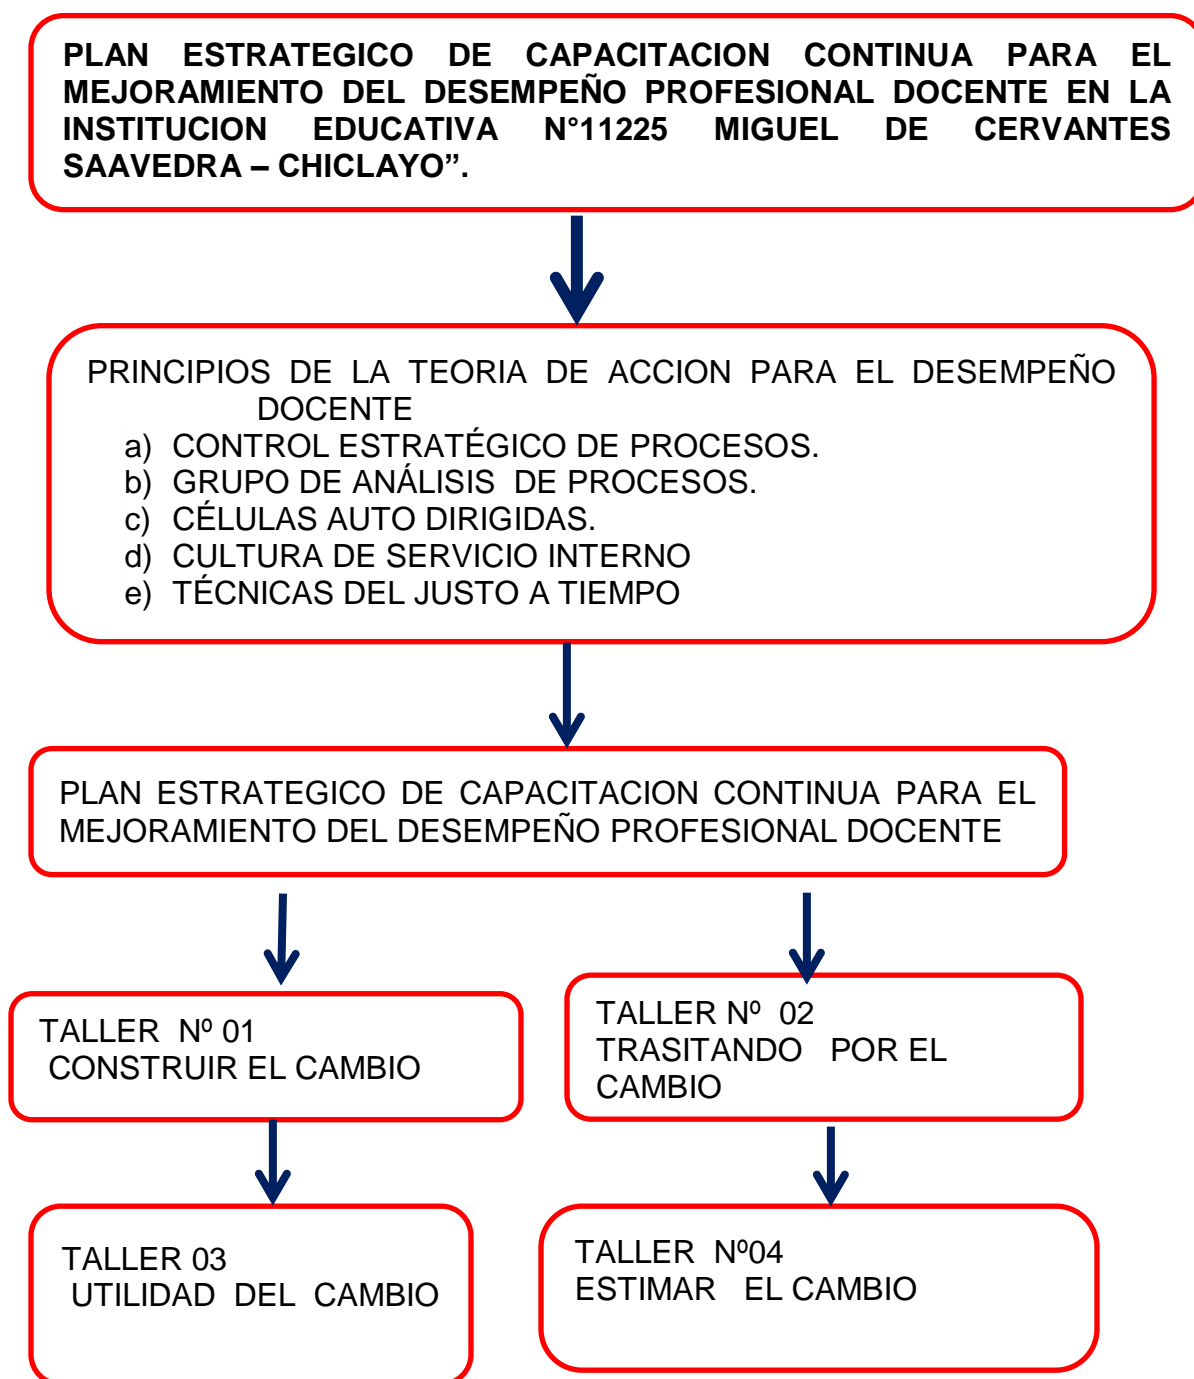 PLAN ESTRATEGICO DE CAPACITACION CONTINUA PARA EL
MEJORAMIENTO DEL DESEMPEÑO PROFESIONAL DOCENTE EN LA
INSTITUCION EDUCATIVA N°11225 MIGUEL DE CERVANTES
SAAVEDRA – CHICLAYO”.
PRINCIPIOS DE LA TEORIA DE ACCION PARA EL DESEMPEÑO
DOCENTE
a) CONTROL ESTRATÉGICO DE PROCESOS.
b) GRUPO DE ANÁLISIS DE PROCESOS.
c) CÉLULAS AUTO DIRIGIDAS.
d) CULTURA DE SERVICIO INTERNO
e) TÉCNICAS DEL JUSTO A TIEMPO
PLAN ESTRATEGICO DE CAPACITACION CONTINUA PARA EL
MEJORAMIENTO DEL DESEMPEÑO PROFESIONAL DOCENTE
TALLER Nº 01
CONSTRUIR EL CAMBIO
TALLER Nº 02
TRASITANDO POR EL
CAMBIO
TALLER 03
UTILIDAD DEL CAMBIO
TALLER Nº04
ESTIMAR EL CAMBIO